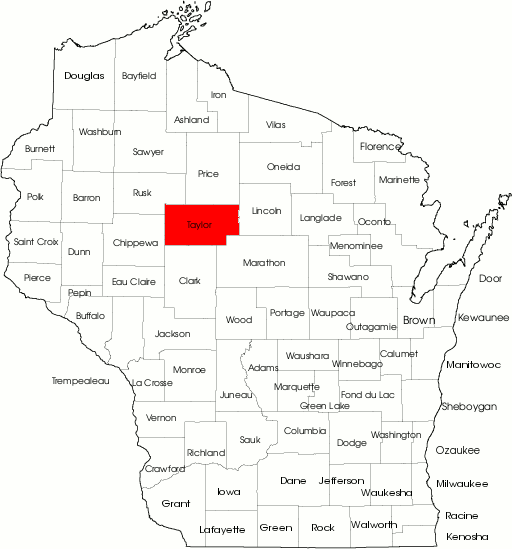 Douglas
Bayfield
Iron
Ashland
Vilas
Washburn
Burnett
Sawyer
Florence
Oneida
Price
Forest
Marinette
Polk
Barron
Rusk
Lincoln
Langlade
Oconto
Taylor
Saint Croix
Dunn
Chippewa
Menominee
Marathon
Shawano
Pierce
Eau Claire
Clark
Door
Pepin
Buffalo
Wood
Portage
Waupaca
Outagamie
Brown
Kewaunee
Jackson
Waushara
Winnebago
Calumet
Manitowoc
Trempealeau
La Crosse
Monroe
Adams
Juneau
Marquette
Green Lake
Fond du Lac
Sheboygan
Vernon
Richland
Sauk
Columbia
Dodge
Washington
Ozaukee
Crawford
Grant
Iowa
Dane
Jefferson
Waukesha
Milwaukee
Lafayette
Green
Rock
Walworth
Racine
Kenosha